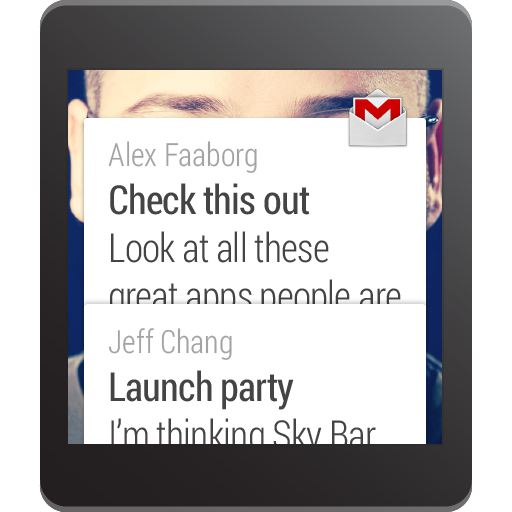 Alex Faaborg
Check this out
Look at all these
great apps people are
Jeff Chang
Launch party
I'm thinking Sky Bar